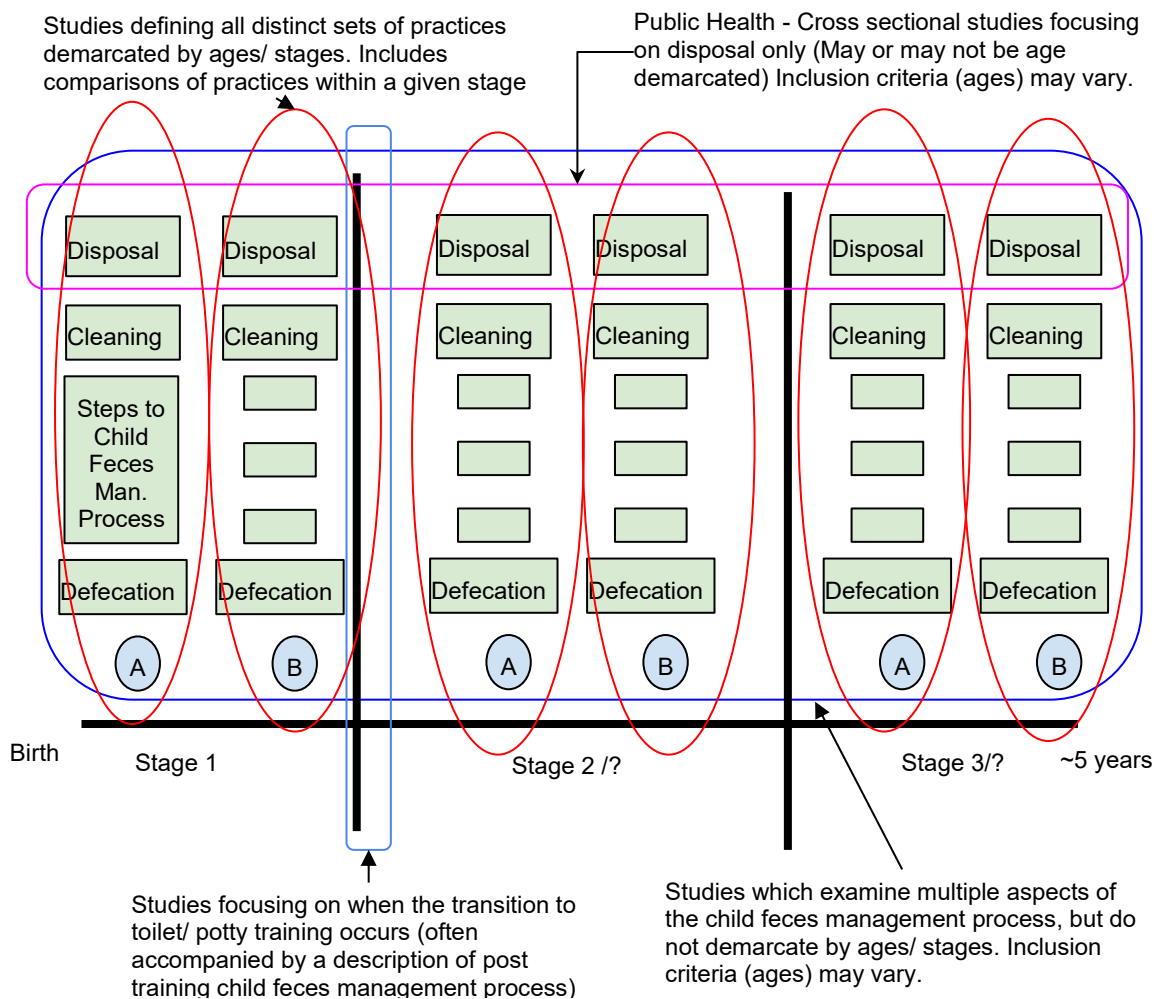 Studies defining all distinct sets of practices
demarcated by ages/ stages. Includes
comparisons of practices within a given stage
Public Health - Cross sectional studies focusing
on disposal only (May or may not be age
demarcated) Inclusion criteria (ages) may vary.
Disposal
Disposal
Disposal
Disposal
Disposal
Disposal
Cleaning
Cleaning
Cleaning
Cleaning
Cleaning
Cleaning
Steps to
Child
Feces
Man.
Process
Defecation
Defecation
Defecation
Defecation
Defecation
Defecation
A
B
A
B
A
B
Birth
Stage 1
Stage 2 /?
Stage 3/?
~5 years
Studies focusing on when the transition to
toilet/ potty training occurs (often
accompanied by a description of post
training child feces management process)
Studies which examine multiple aspects of
the child feces management process, but do
not demarcate by ages/ stages. Inclusion
criteria (ages) may vary.